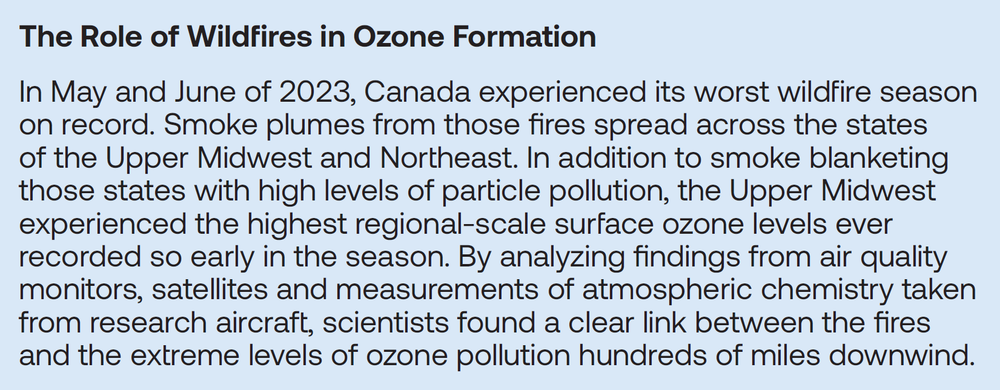 The Role of Wildfires in Ozone Formation
In May and June of 2023, Canada experienced its worst wildfire season
on record. Smoke plumes from those fires spread across the states
of the Upper Midwest and Northeast. In addition to smoke blanketing
those states with high levels of particle pollution, the Upper Midwest
experienced the highest regional-scale surface ozone levels ever
recorded so early in the season. By analyzing findings from air quality
monitors, satellites and measurements of atmospheric chemistry taken
from research aircraft, scientists found a clear link between the fires
and the extreme levels of ozone pollution hundreds of miles downwind.